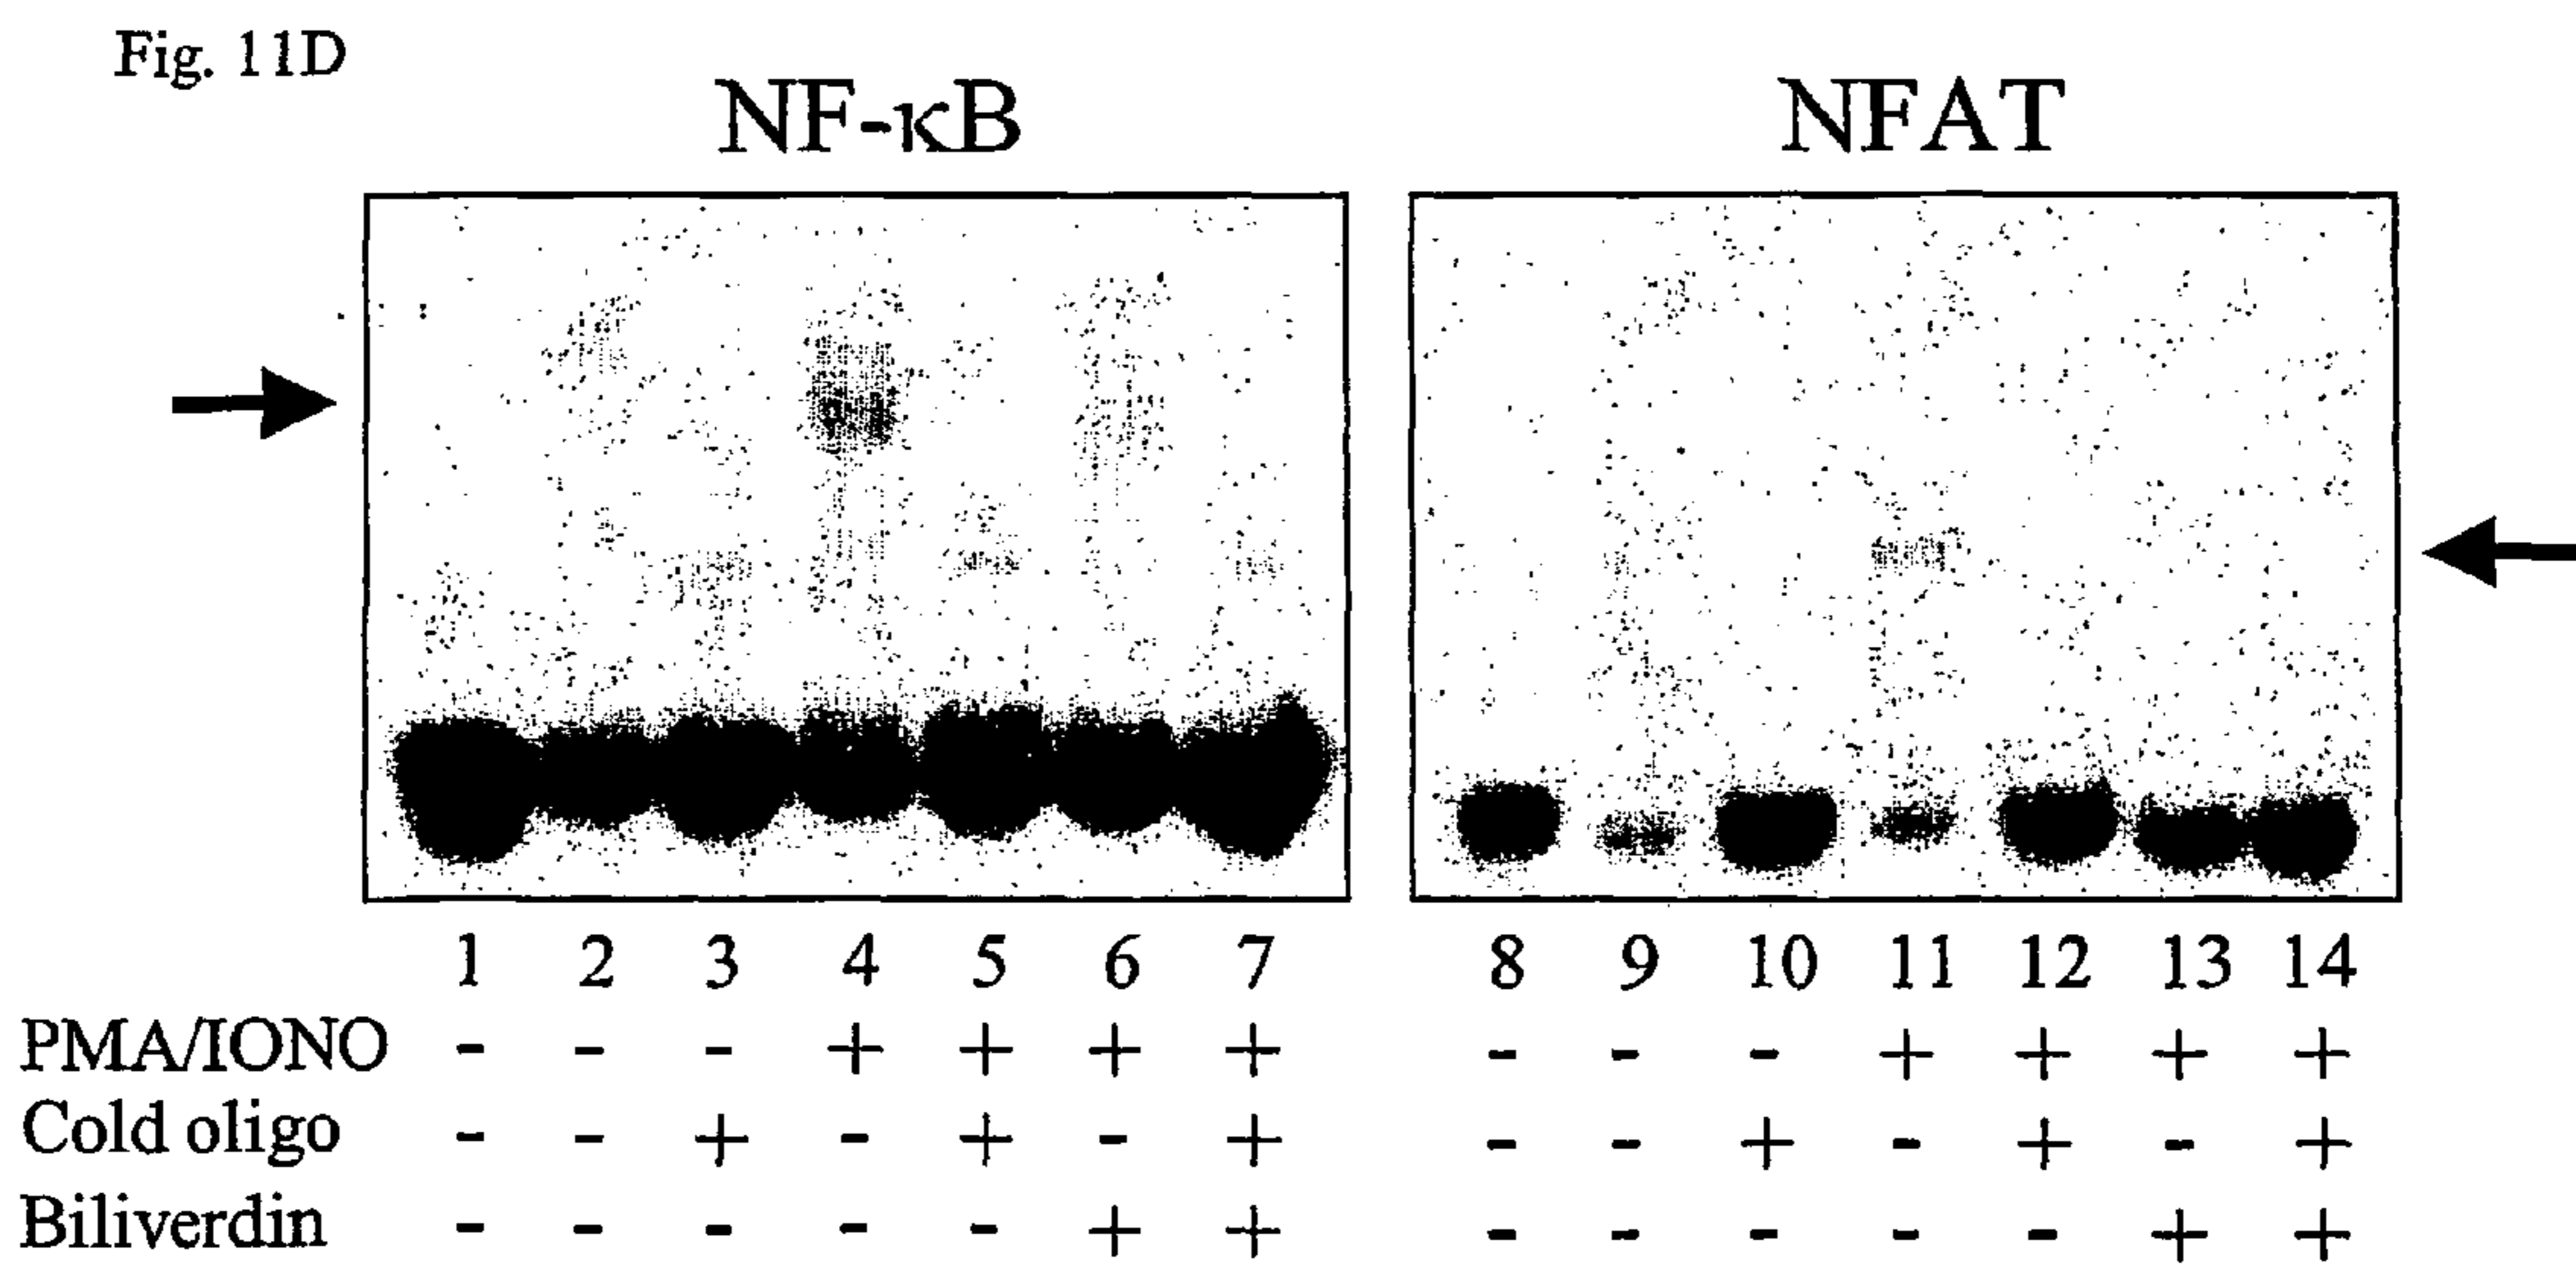 Fig. 11D
NF-κB NFAT
1 2 3 4 5 6 7 8 9 10 11 12 13 14
PMA/IONO - - - + + + + - - - + + + +
Cold oligo - - + - + - + - - + - + - +
Biliverdin - - - - - + + - - - - - + +